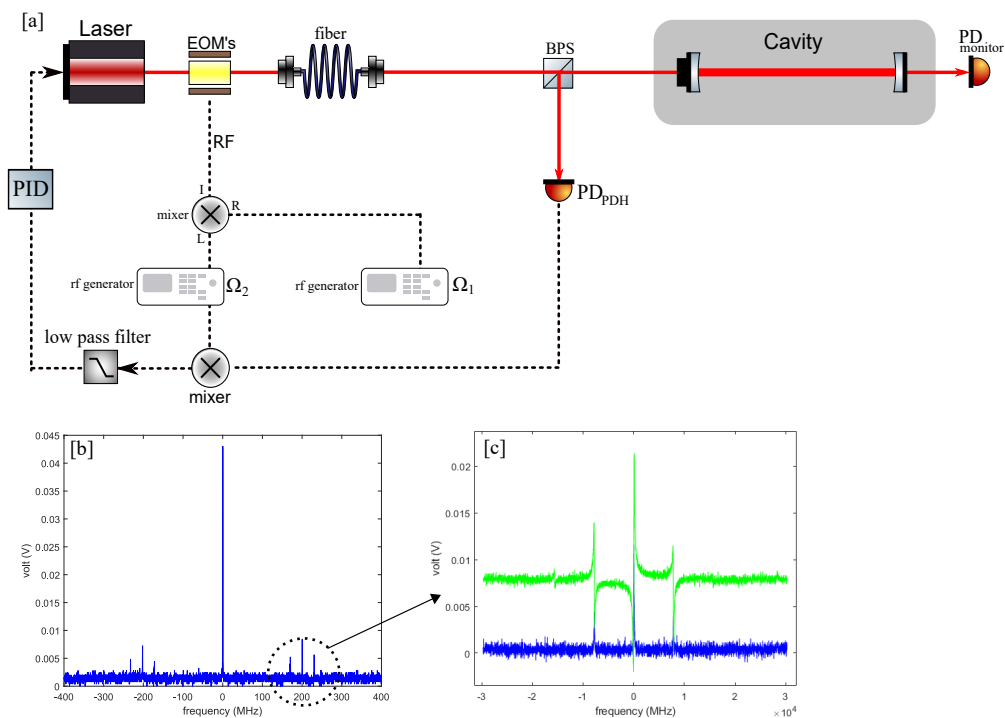 [a]
Laser
EOM's
fiber
BPS
Cavity
PD
monitor
RF
PID
PD
PDH
I
mixer
R
L
rf generator
Ω2
rf generator
Ω1
low pass filter
mixer
[b]
0.045
0.04
0.035
0.03
0.025
0.02
0.015
0.01
0.005
0
volt (V)
-400
-300
-200
-100
0
100
200
300
400
frequency (MHz)
[c]
0.02
0.015
0.01
0.005
0
volt (V)
-3
-2
-1
0
1
2
3
×10^4
frequency (MHz)